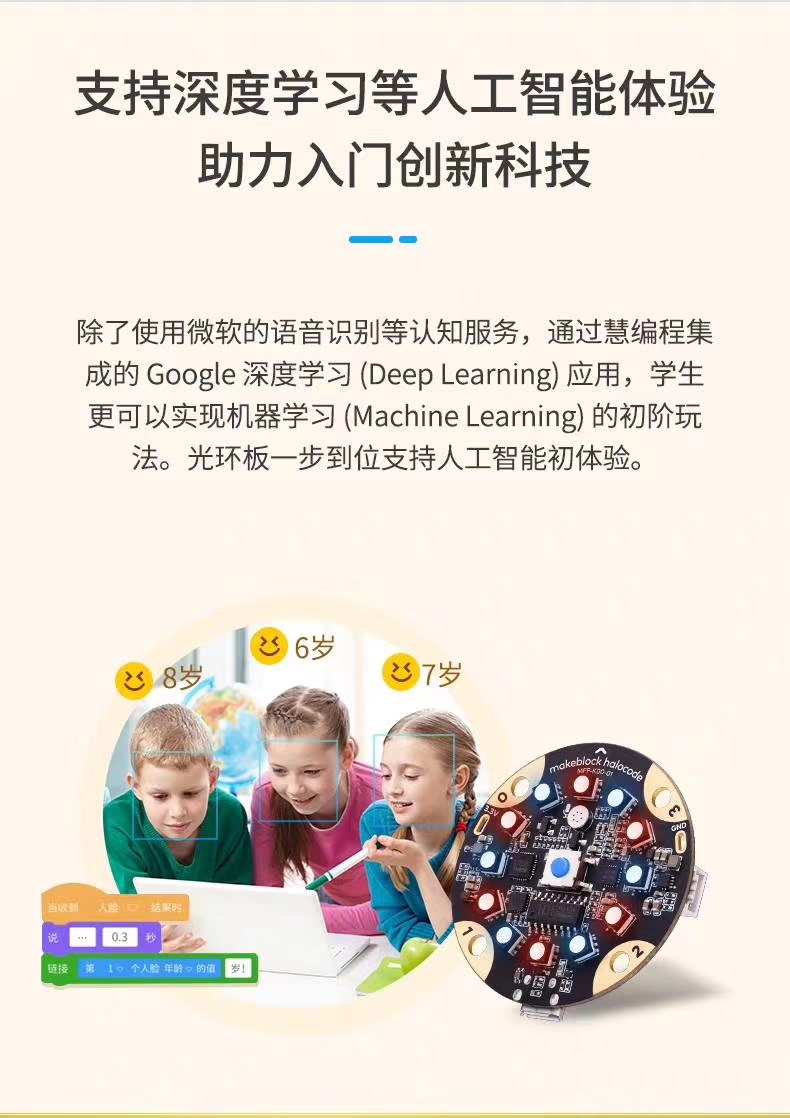 支持深度学习等人工智能体验
助力入门创新科技
除了使用微软的语音识别等认知服务，通过慧编程集
成的 Google 深度学习 (Deep Learning) 应用，学生
更可以实现机器学习 (Machine Learning) 的初阶玩
法。光环板一步到位支持人工智能初体验。
8岁
6岁
7岁
makeblock halocode
MFP-K00-01
0
3
3.3V
GND
1
2
当收到 人脸 结果时
说 ... 0.3 秒
链接 第 1 个人脸 年龄 的值 岁！